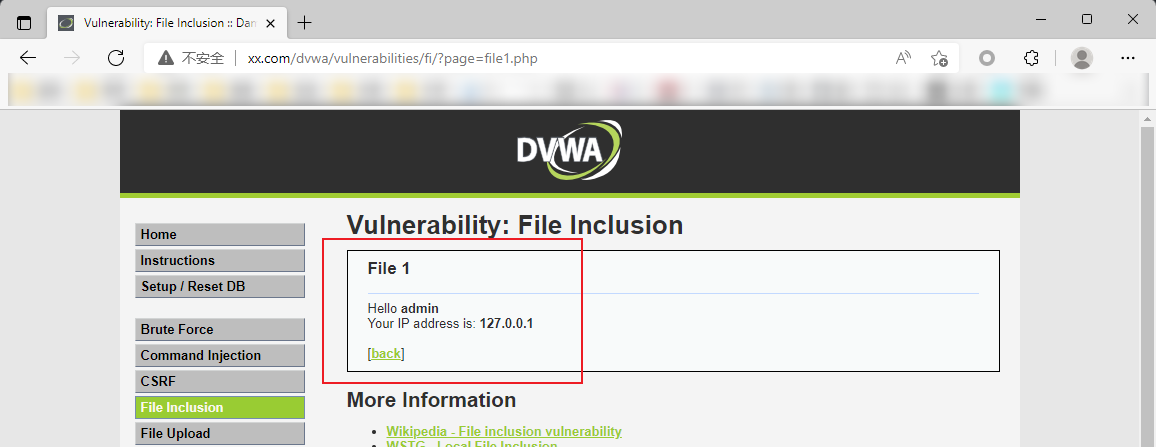 Vulnerability: File Inclusion :: Dam
不安全 xx.com/dvwa/vulnerabilities/fi/?page=file1.php
DVWA
Home
Instructions
Setup / Reset DB
Brute Force
Command Injection
CSRF
File Inclusion
File Upload
Vulnerability: File Inclusion
File 1
Hello admin
Your IP address is: 127.0.0.1
[back]
More Information
Wikipedia - File inclusion vulnerability
WSTG - Local File Inclusion